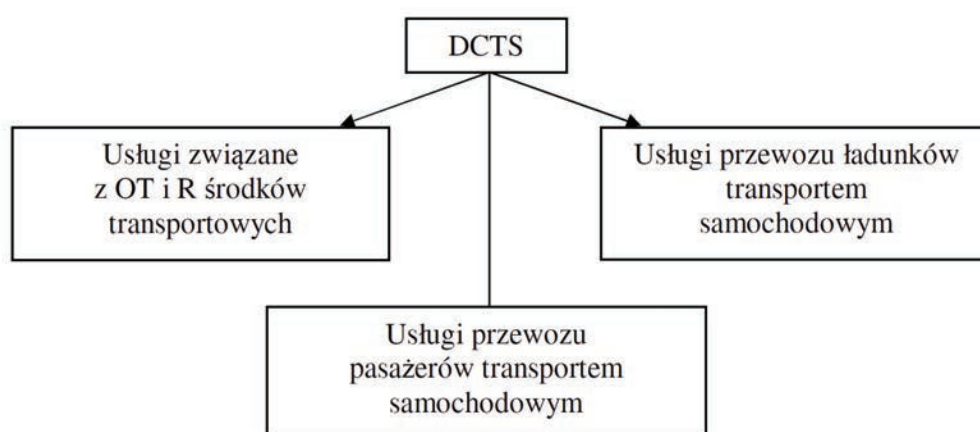 DCTS
Usługi związane
z OT i R środków
transportowych
Usługi przewozu ładunków
transportem
samochodowym
Usługi przewozu
pasażerów transportem
samochodowym